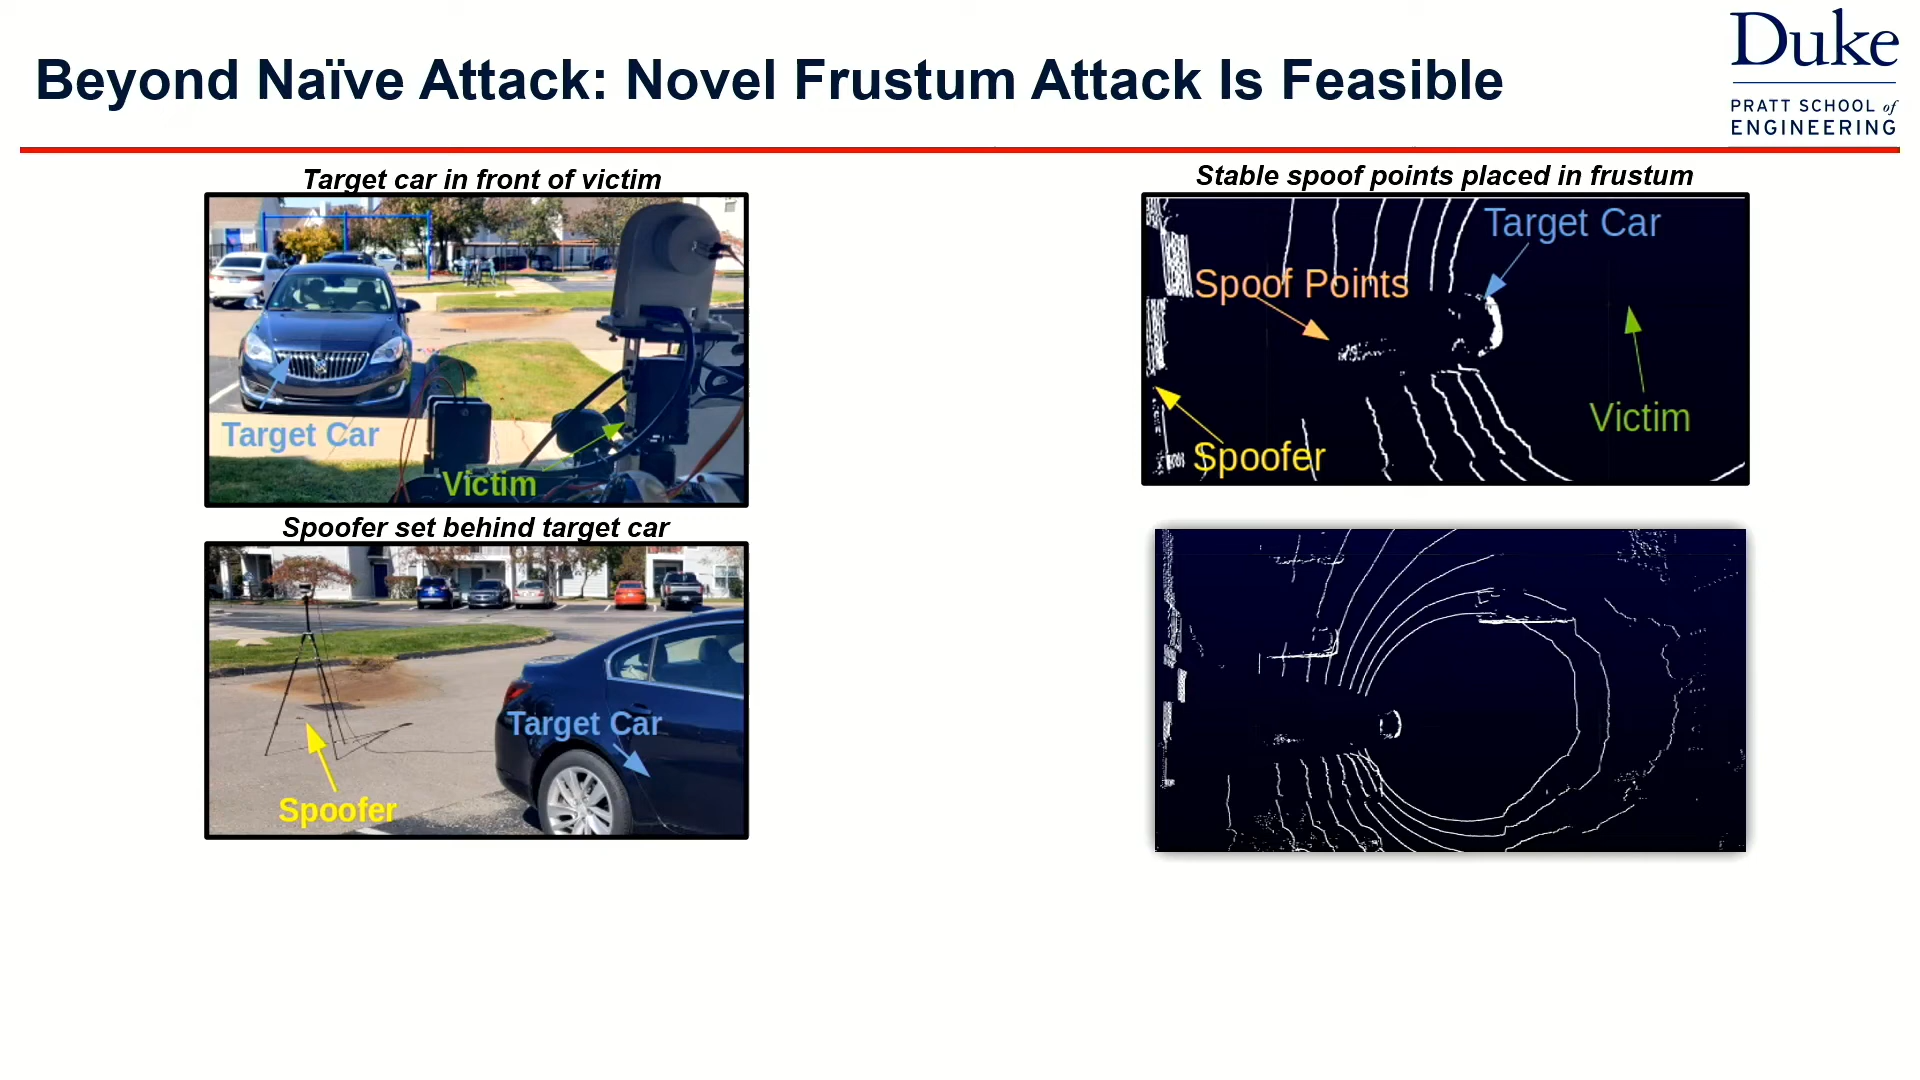 Beyond Naïve Attack: Novel Frustum Attack Is Feasible
Duke
PRATT SCHOOL of
ENGINEERING
Target car in front of victim
Target Car
Victim
Spoofer set behind target car
Target Car
Spoofer
Stable spoof points placed in frustum
Target Car
Spoof Points
Victim
Spoofer